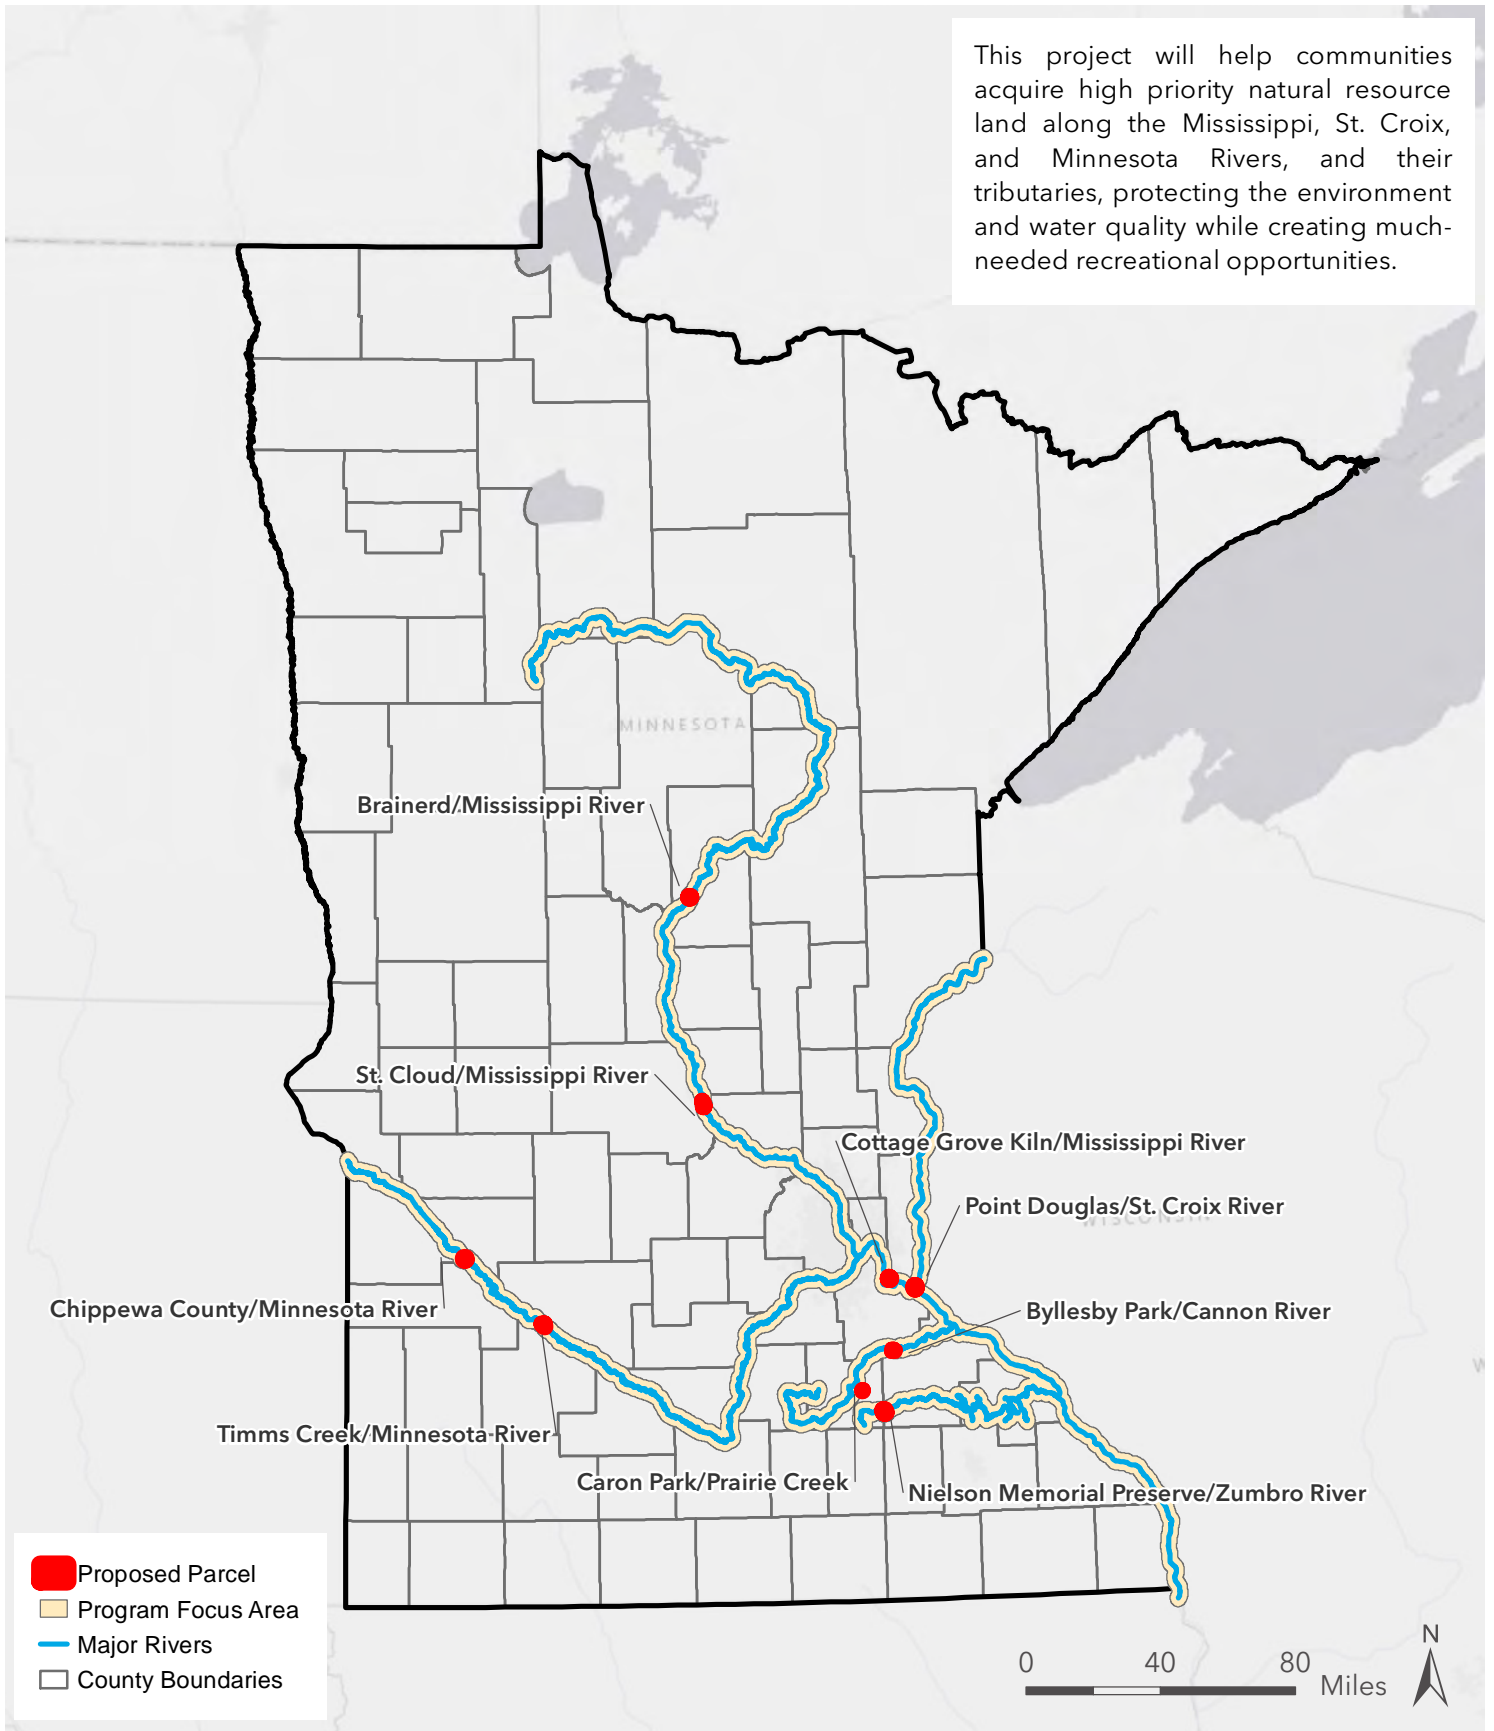 This project will help communities
acquire high priority natural resource
land along the Mississippi, St. Croix,
and Minnesota Rivers, and their
tributaries, protecting the environment
and water quality while creating much-
needed recreational opportunities.
MINNESOTA
Brainerd/Mississippi River
St. Cloud/Mississippi River
Cottage Grove Kiln/Mississippi River
Point Douglas/St. Croix River
WISCONSIN
Chippewa County/Minnesota River
Byllesby Park/Cannon River
Timms Creek/Minnesota River
Caron Park/Prairie Creek
Nielson Memorial Preserve/Zumbro River
Proposed Parcel
Program Focus Area
Major Rivers
County Boundaries
0 40 80
Miles
N